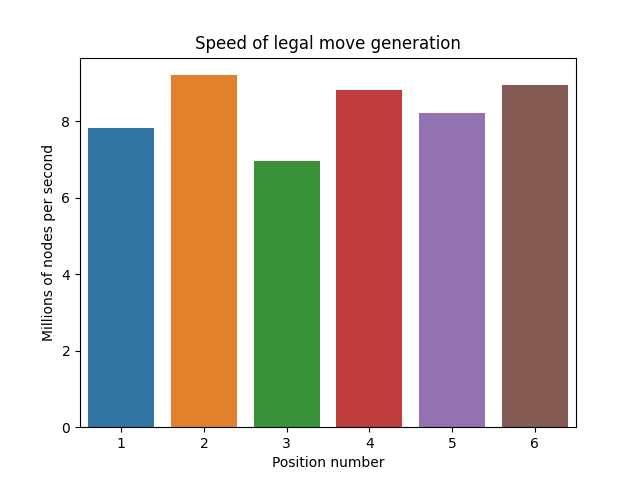 Speed of legal move generation
Millions of nodes per second
8
6
4
2
0
1 2 3 4 5 6
Position number